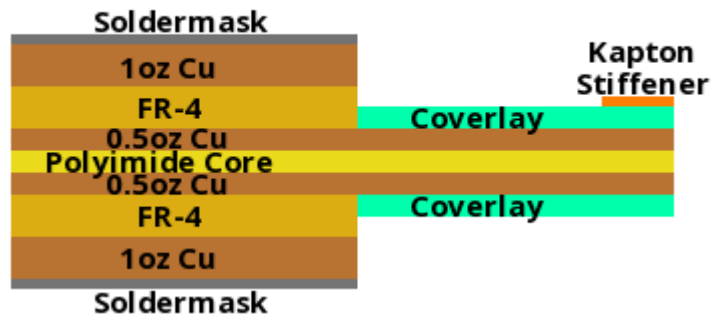 Soldermask
1oz Cu
FR-4
0.5oz Cu
Polyimide Core
0.5oz Cu
FR-4
1oz Cu
Soldermask
Kapton
Stiffener
Coverlay
Coverlay